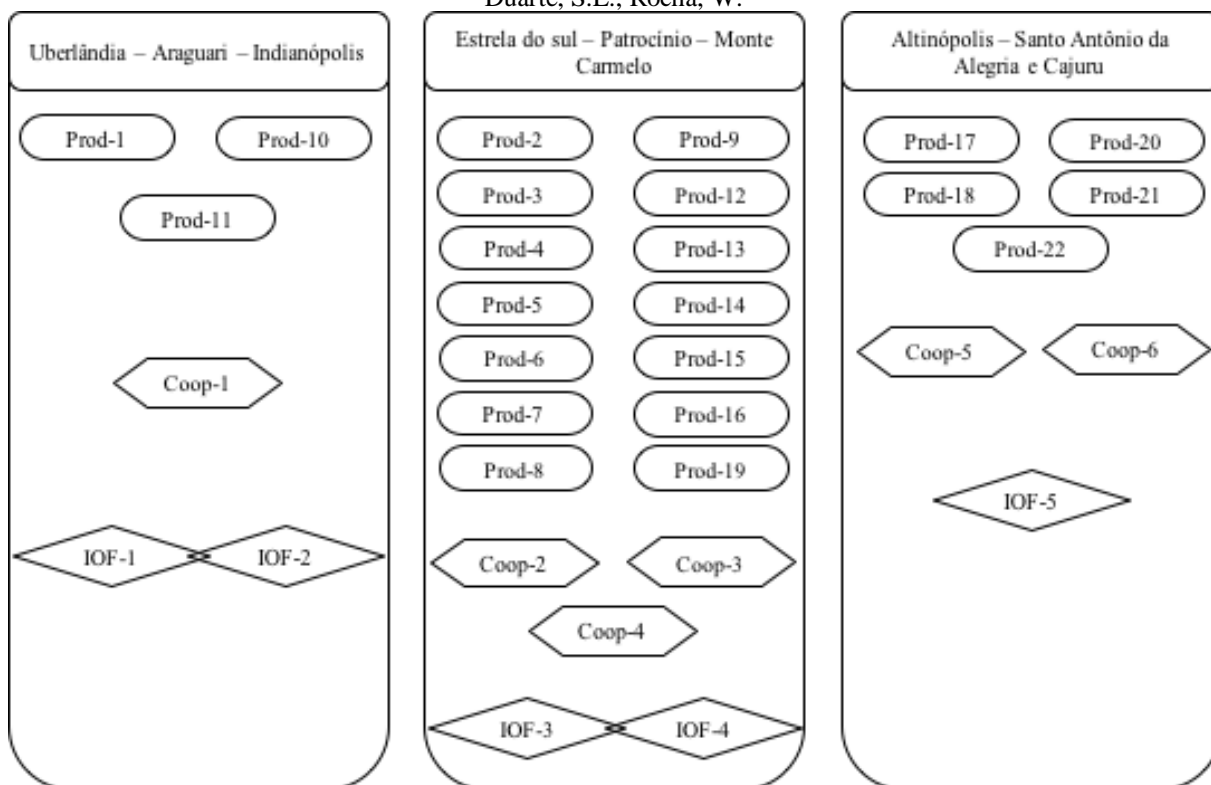 Duarte, S.L., Rocha, W.
Uberlândia – Araguari – Indianópolis
Prod-1
Prod-10
Prod-11
Coop-1
IOF-1
IOF-2
Estrela do sul – Patrocínio – Monte
Carmelo
Prod-2
Prod-9
Prod-3
Prod-12
Prod-4
Prod-13
Prod-5
Prod-14
Prod-6
Prod-15
Prod-7
Prod-16
Prod-8
Prod-19
Coop-2
Coop-3
Coop-4
IOF-3
IOF-4
Altinópolis – Santo Antônio da
Alegria e Cajuru
Prod-17
Prod-20
Prod-18
Prod-21
Prod-22
Coop-5
Coop-6
IOF-5